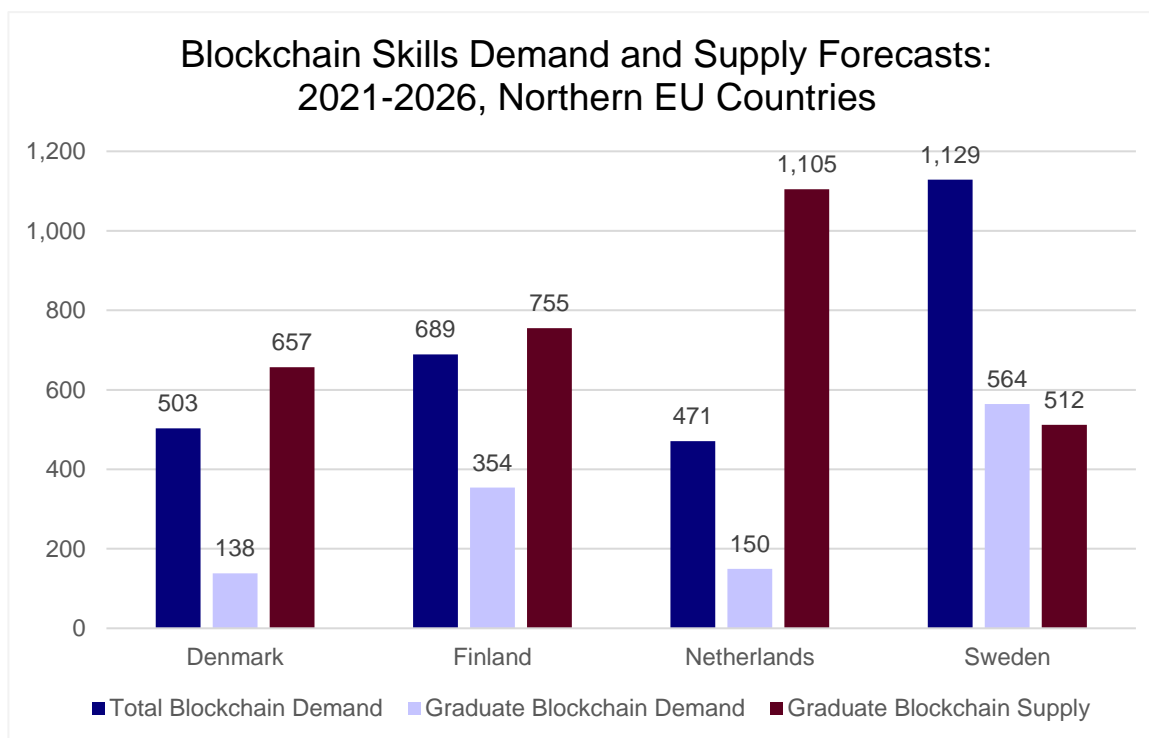 Blockchain Skills Demand and Supply Forecasts:
2021-2026, Northern EU Countries
1,200
1,000
800
600
400
200
0
503
138
657
689
354
755
471
150
1,105
1,129
564
512
Denmark
Finland
Netherlands
Sweden
Total Blockchain Demand
Graduate Blockchain Demand
Graduate Blockchain Supply